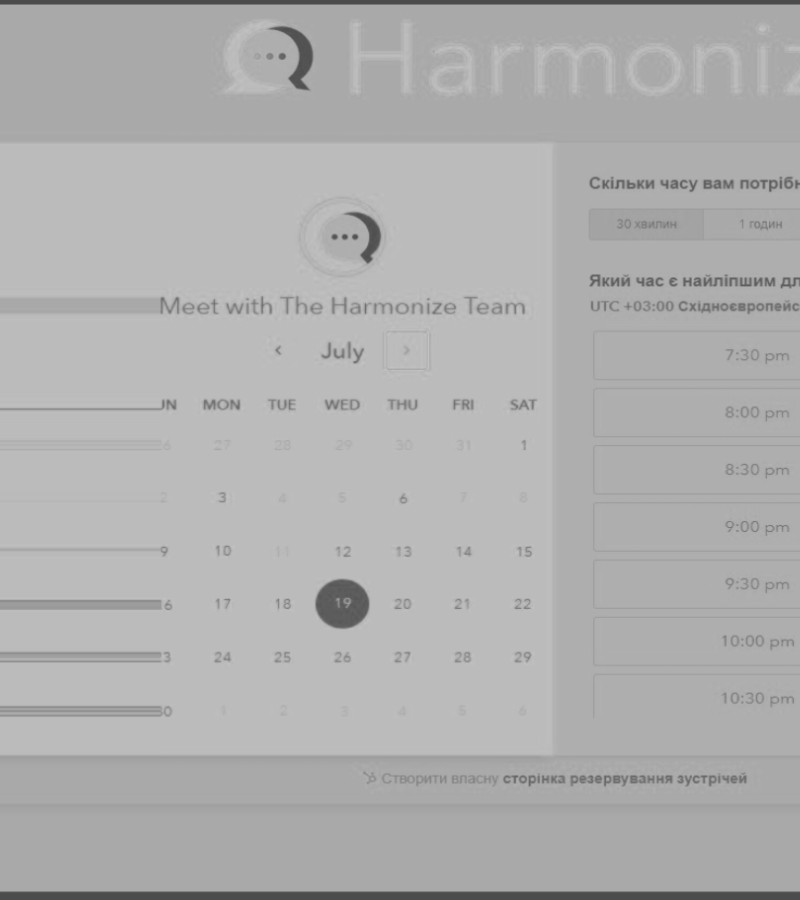 Harmoniz
Meet with The Harmonize Team
< July >
UN MON TUE WED THU FRI SAT
6 27 28 29 30 31 1
2 3 4 5 6 7 8
9 10 11 12 13 14 15
6 17 18 19 20 21 22
3 24 25 26 27 28 29
0 1 2 3 4 5 6
Скільки часу вам потрібн
30 хвилин 1 годин
Який час є найліпшим дл
UTC +03:00 Східноєвропейс
7:30 pm
8:00 pm
8:30 pm
9:00 pm
9:30 pm
10:00 pm
10:30 pm
Створити власну сторінка резервування зустрічей